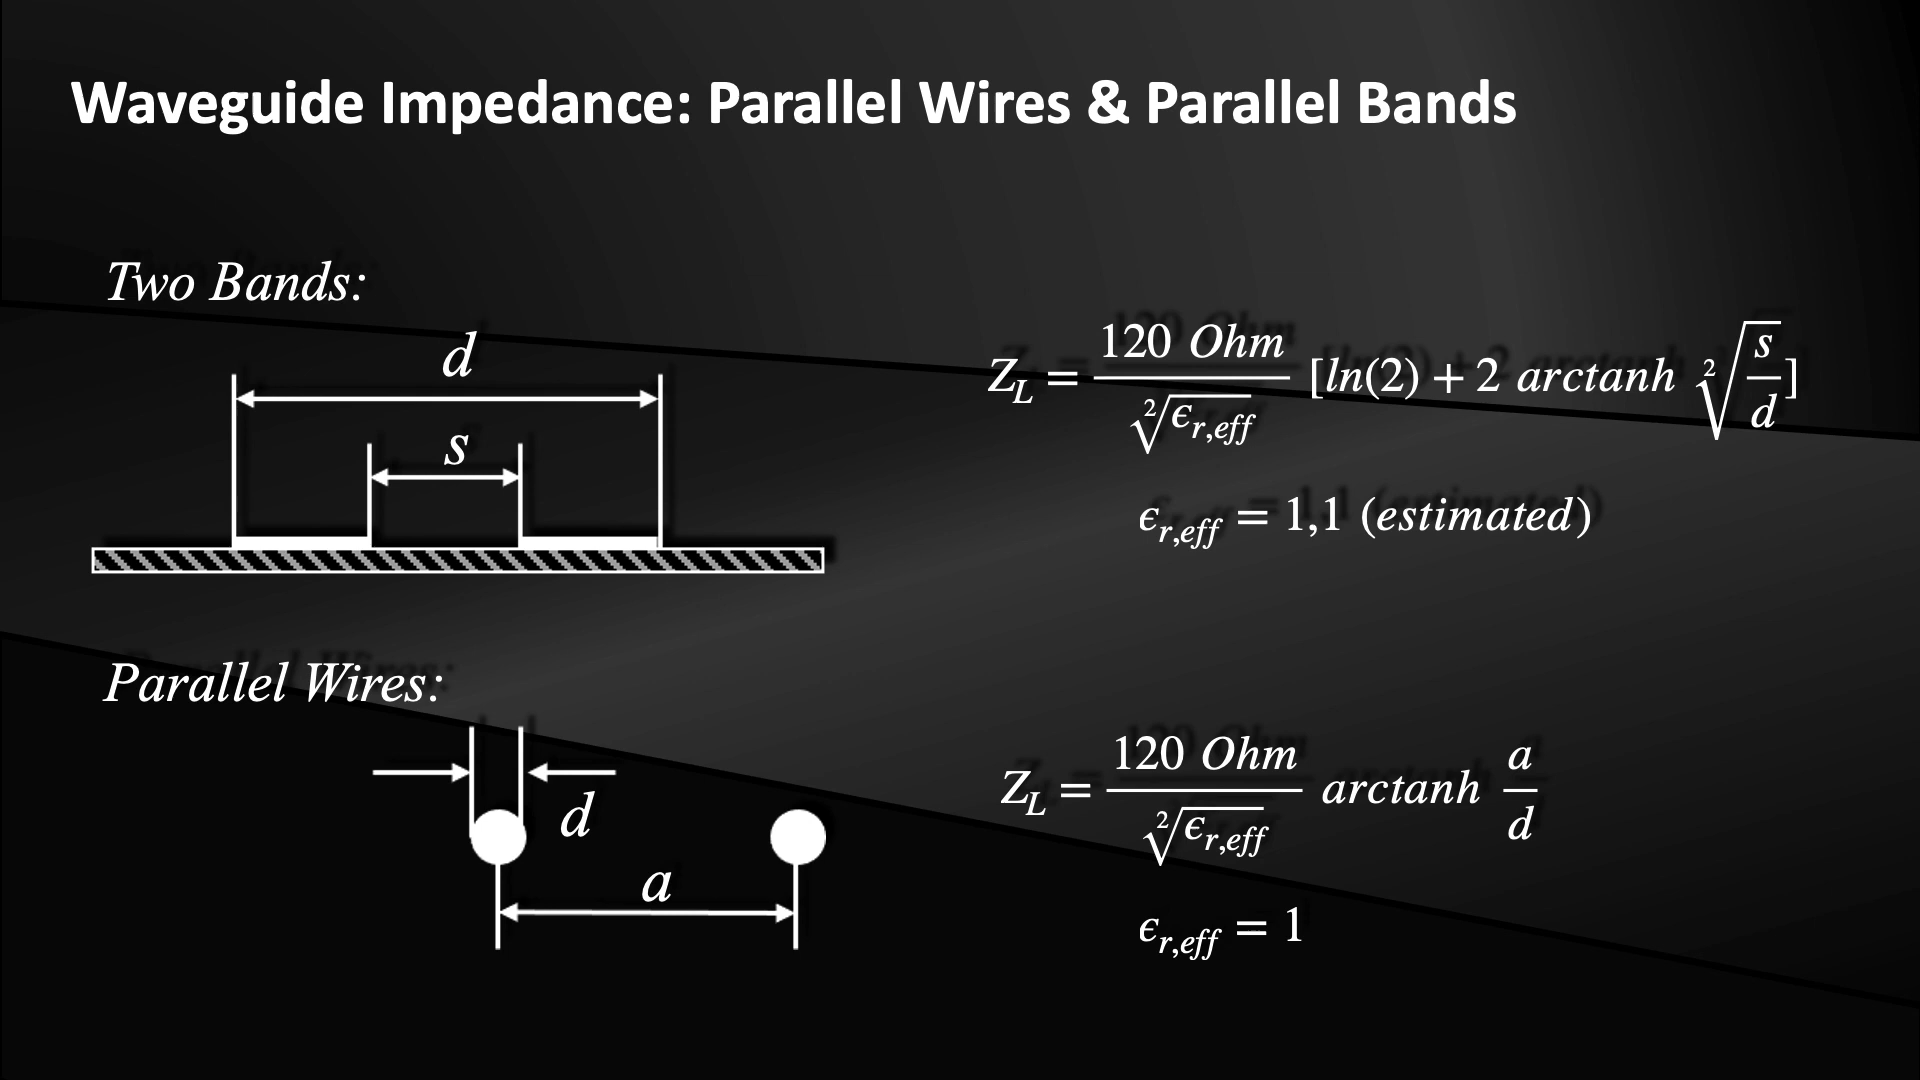 Waveguide Impedance: Parallel Wires & Parallel Bands
Two Bands:
d
s
Z_L = 120 Ohm / ²√ϵ_r,eff [ln(2) + 2 arctanh ²√s/d]
ϵ_r,eff = 1,1 (estimated)
Parallel Wires:
d
a
Z_L = 120 Ohm / ²√ϵ_r,eff arctanh a/d
ϵ_r,eff = 1